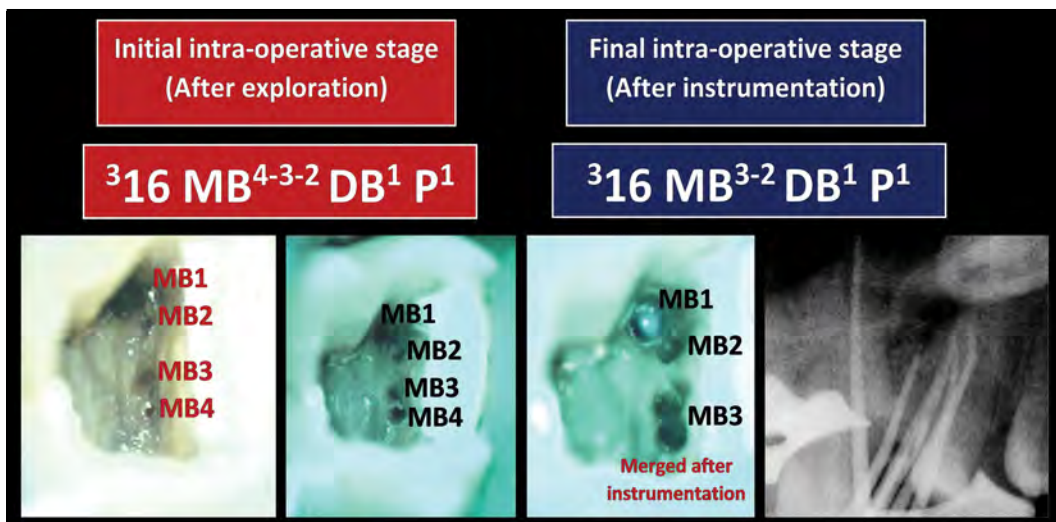 Initial intra-operative stage
(After exploration)
Final intra-operative stage
(After instrumentation)
³16 MB⁴⁻³⁻² DB¹ P¹
³16 MB³⁻² DB¹ P¹
MB1
MB2
MB3
MB4
MB1
MB2
MB3
MB4
MB1
MB2
MB3
Merged after
instrumentation